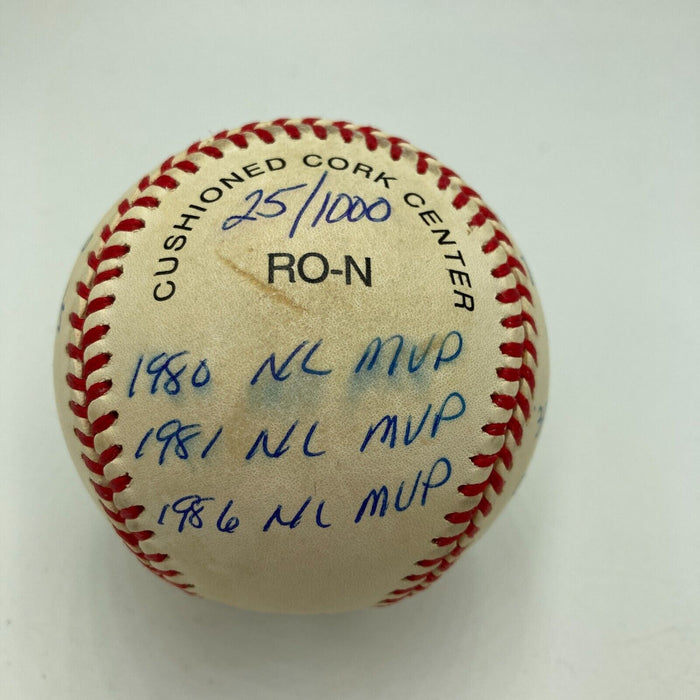 CUSHIONED CORK CENTER
25/1000
RO-N
1980 NL MVP
1981 NL MVP
1986 NL MVP